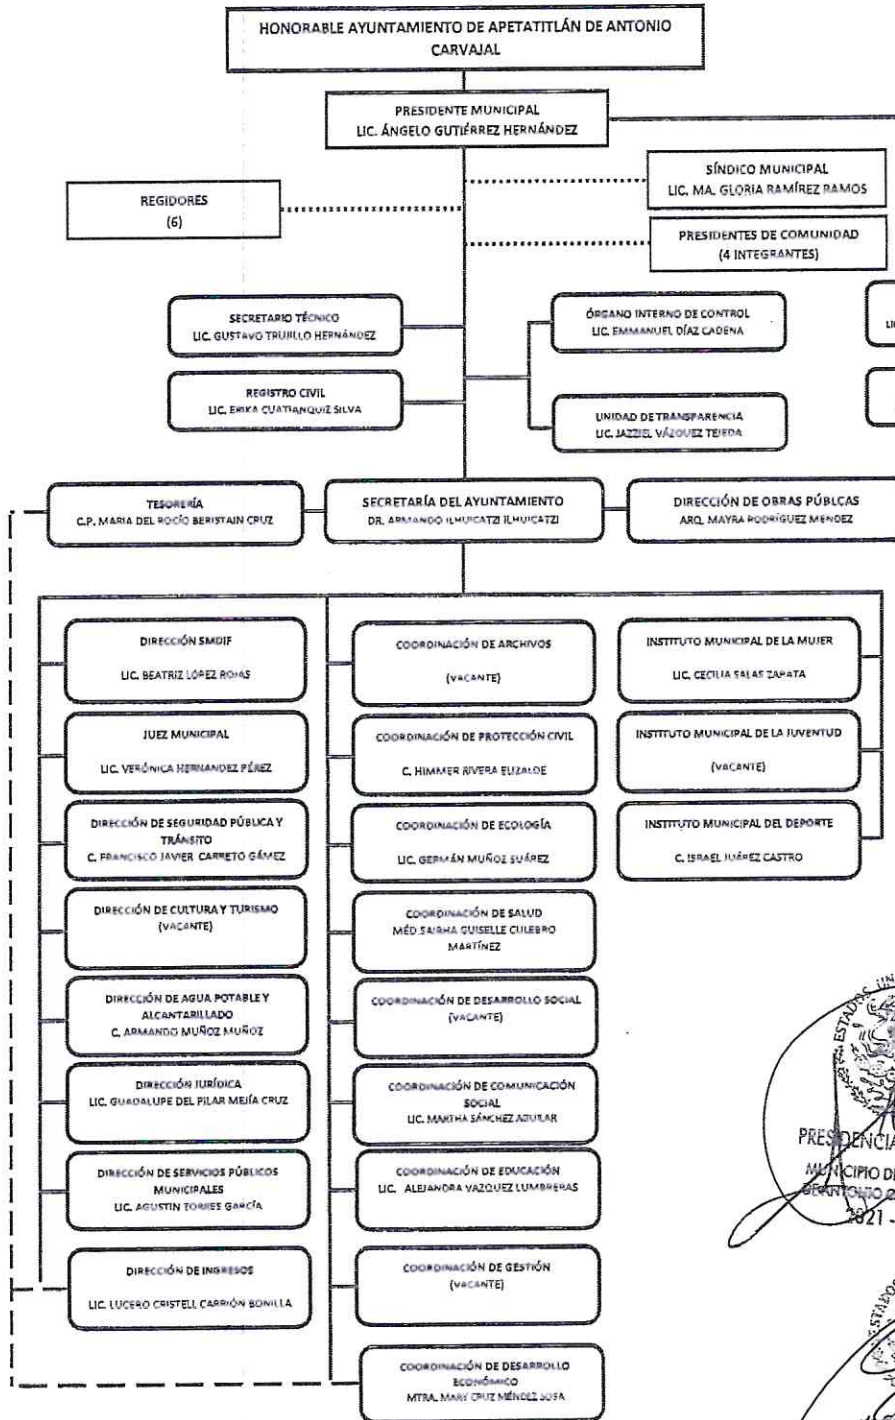 HONORABLE AYUNTAMIENTO DE APETATITLÁN DE ANTONIO
CARVAJAL
PRESIDENTE MUNICIPAL
LIC. ÁNGELO GUTIÉRREZ HERNÁNDEZ
SÍNDICO MUNICIPAL
LIC. MA. GLORIA RAMÍREZ RAMOS
REGIDORES
(6)
PRESIDENTES DE COMUNIDAD
(4 INTEGRANTES)
SECRETARIO TÉCNICO
LIC. GUSTAVO TRUJILLO HERNÁNDEZ
ÓRGANO INTERNO DE CONTROL
LIC. EMMANUEL DÍAZ CADENA
REGISTRO CIVIL
LIC. ERIKA CUATIANQUIZ SILVA
UNIDAD DE TRANSPARENCIA
LIC. JAZZIEL VÁZQUEZ TEJEDA
TESORERÍA
C.P. MARIA DEL ROCÍO BERISTAIN CRUZ
SECRETARÍA DEL AYUNTAMIENTO
DR. ARMANDO ILHUICATZI ILHUICATZI
DIRECCIÓN DE OBRAS PÚBLCAS
ARQ. MAYRA RODRÍGUEZ MENDEZ
DIRECCIÓN SMDIF
LIC. BEATRIZ LÓPEZ ROJAS
JUEZ MUNICIPAL
LIC. VERÓNICA HERNANDEZ PÉREZ
DIRECCIÓN DE SEGURIDAD PÚBLICA Y
TRÁNSITO
C. FRANCISCO JAVIER CARRETO GÁMEZ
DIRECCIÓN DE CULTURA Y TURISMO
(VACANTE)
DIRECCIÓN DE AGUA POTABLE Y
ALCANTARILLADO
C. ARMANDO MUÑOZ MUÑOZ
DIRECCIÓN JURÍDICA
LIC. GUADALUPE DEL PILAR MEJÍA CRUZ
DIRECCIÓN DE SERVICIOS PÚBLICOS
MUNICIPALES
LIC. AGUSTIN TORRES GARCÍA
DIRECCIÓN DE INGRESOS
LIC. LUCERO CRISTELL CARRIÓN BONILLA
COORDINACIÓN DE ARCHIVOS
(VACANTE)
COORDINACIÓN DE PROTECCIÓN CIVIL
C. HIMMER RIVERA ELIZALDE
COORDINACIÓN DE ECOLOGÍA
LIC. GERMÁN MUÑOZ SUÁREZ
COORDINACIÓN DE SALUD
MÉD. SAIRHA GUISELLE CULEBRO
MARTÍNEZ
COORDINACIÓN DE DESARROLLO SOCIAL
(VACANTE)
COORDINACIÓN DE COMUNICACIÓN
SOCIAL
LIC. MARTHA SÁNCHEZ AGUILAR
COORDINACIÓN DE EDUCACIÓN
LIC. ALEJANDRA VAZQUEZ LUMBRERAS
COORDINACIÓN DE GESTIÓN
(VACANTE)
COORDINACIÓN DE DESARROLLO
ECONÓMICO
MTRA. MARY CRUZ MÉNDEZ SOSA
INSTITUTO MUNICIPAL DE LA MUJER
LIC. CECILIA SALAS ZAPATA
INSTITUTO MUNICIPAL DE LA JUVENTUD
(VACANTE)
INSTITUTO MUNICIPAL DEL DEPORTE
C. ISRAEL JUÁREZ CASTRO
PRESIDENCIA
MUNICIPIO DE
DE ANTONIO
2021 -